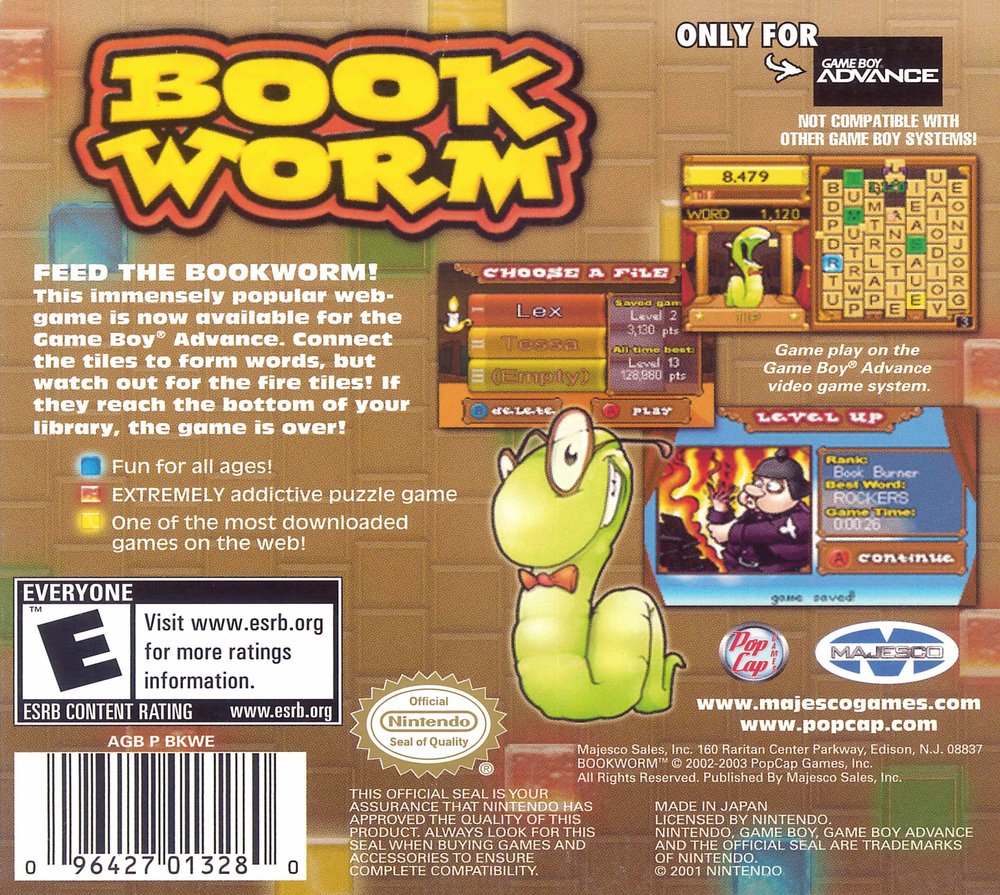 BOOK
WORM
ONLY FOR
GAME BOY
ADVANCE
NOT COMPATIBLE WITH
OTHER GAME BOY SYSTEMS!
8,479
WORD 1,120
3
FEED THE BOOKWORM!
This immensely popular web-
game is now available for the
Game Boy® Advance. Connect
the tiles to form words, but
watch out for the fire tiles! If
they reach the bottom of your
library, the game is over!
CHOOSE A FILE
Lex
Tessa
(Empty)
Saved gam
Level 2
3,130 pts
All time best:
Level 13
128,980 pts
B delete
A PLAY
Game play on the
Game Boy® Advance
video game system.
Fun for all ages!
EXTREMELY addictive puzzle game
One of the most downloaded
games on the web!
LEVEL UP
Rank:
Book Burner
Best Word:
ROCKERS
Game Time:
0:00:26
A continue
game saved!
EVERYONE
TM
E
Visit www.esrb.org
for more ratings
information.
ESRB CONTENT RATING www.esrb.org
Pop
Cap
GAMES
MAJESCO
www.majescogames.com
www.popcap.com
Official
Nintendo
Seal of Quality
®
AGB P BKWE
0 96427 01328 0
Majesco Sales, Inc. 160 Raritan Center Parkway, Edison, N.J. 08837
BOOKWORM™ © 2002-2003 PopCap Games, Inc.
All Rights Reserved. Published By Majesco Sales, Inc.
THIS OFFICIAL SEAL IS YOUR
ASSURANCE THAT NINTENDO HAS
APPROVED THE QUALITY OF THIS
PRODUCT. ALWAYS LOOK FOR THIS
SEAL WHEN BUYING GAMES AND
ACCESSORIES TO ENSURE
COMPLETE COMPATIBILITY.
MADE IN JAPAN
LICENSED BY NINTENDO.
NINTENDO, GAME BOY, GAME BOY ADVANCE
AND THE OFFICIAL SEAL ARE TRADEMARKS
OF NINTENDO.
© 2001 NINTENDO